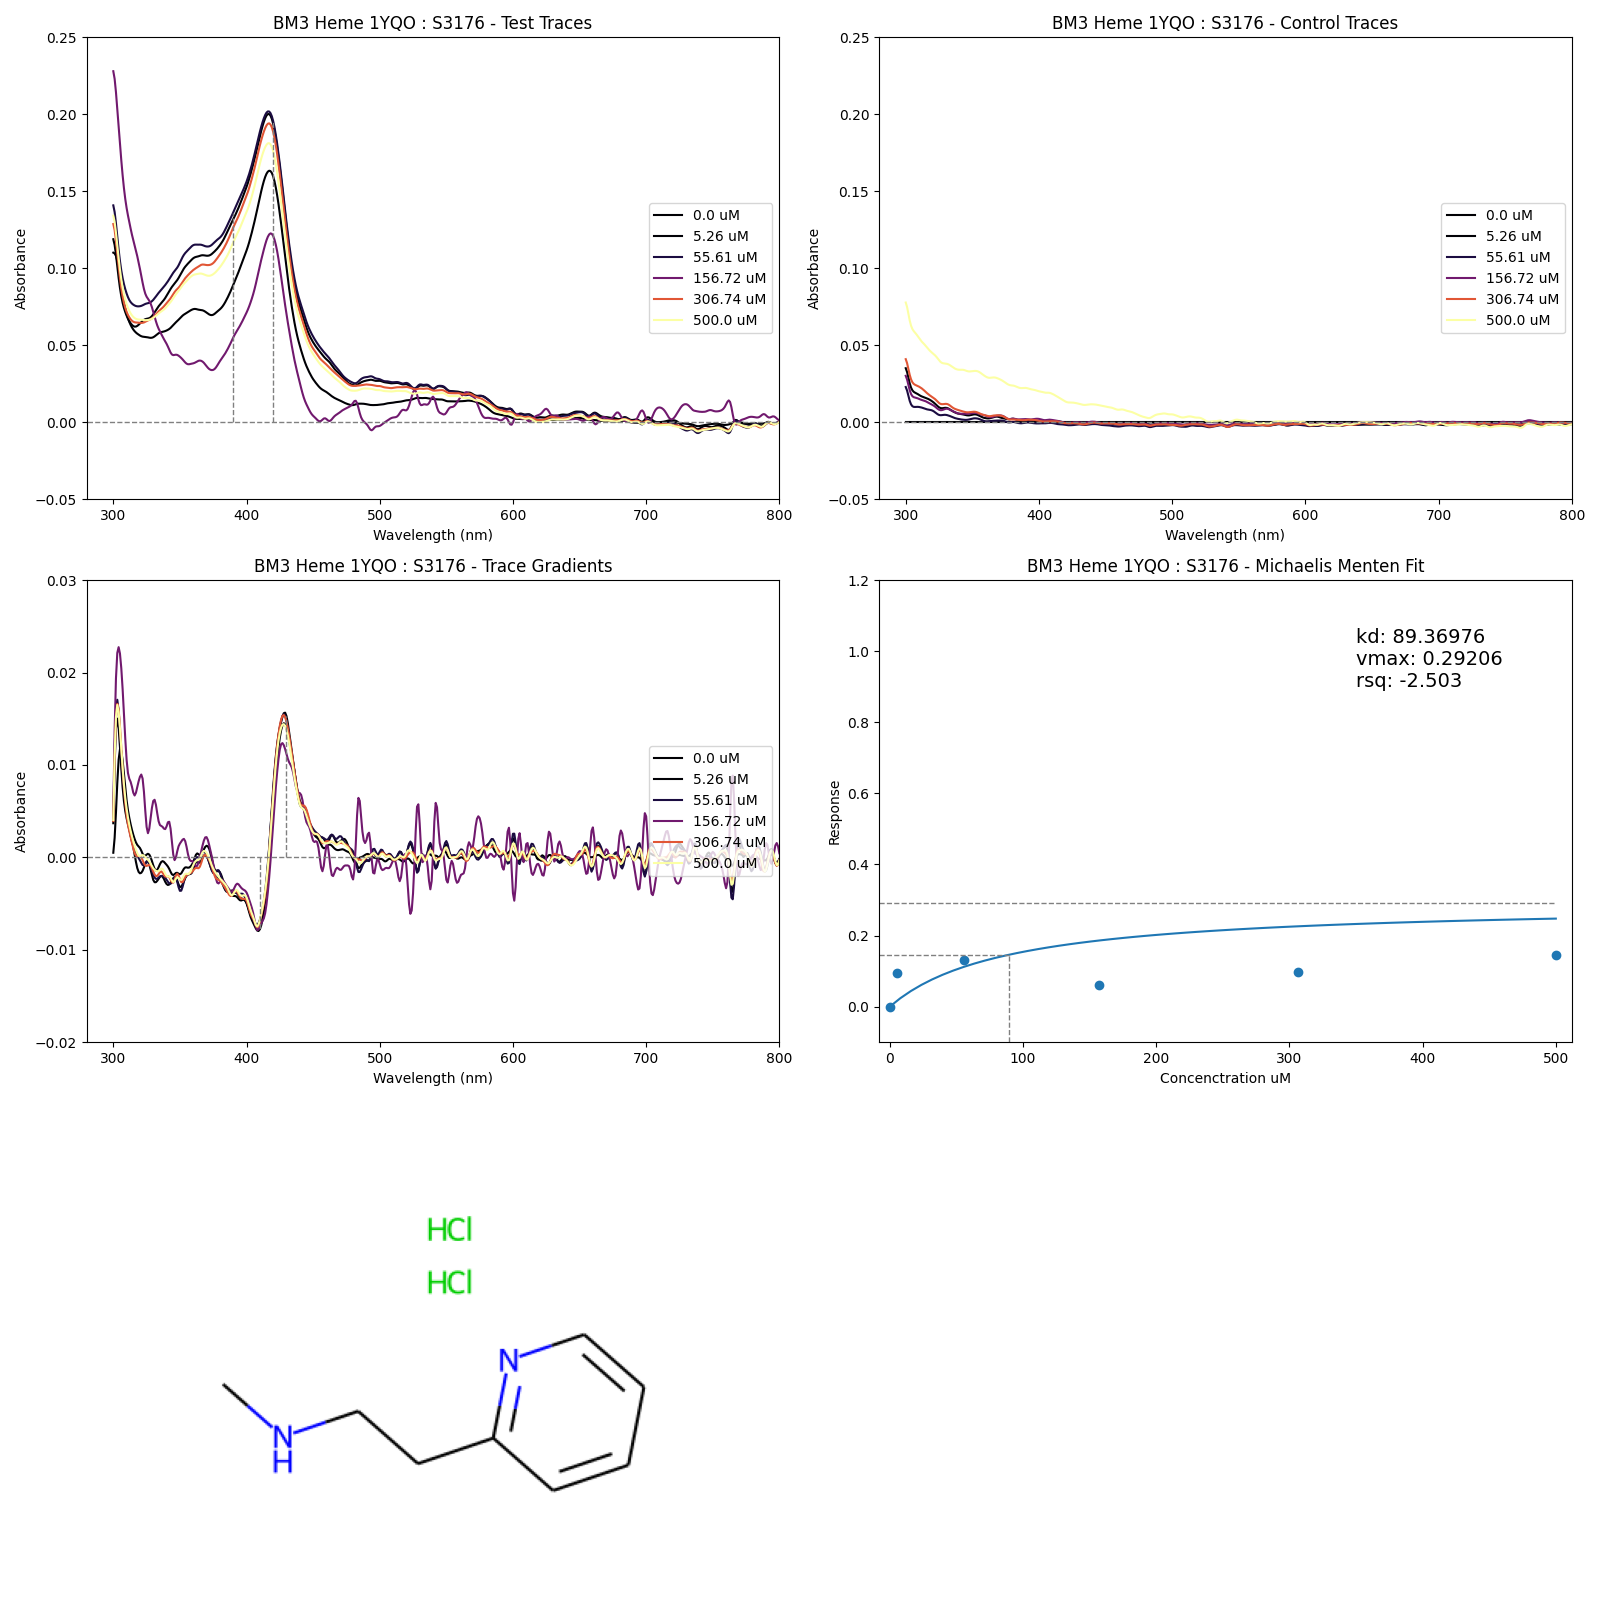 BM3 Heme 1YQO : S3176 - Test Traces
0.25
0.20
0.15
0.10
0.05
0.00
−0.05
Absorbance
300 400 500 600 700 800
Wavelength (nm)
0.0 uM
5.26 uM
55.61 uM
156.72 uM
306.74 uM
500.0 uM
BM3 Heme 1YQO : S3176 - Control Traces
0.25
0.20
0.15
0.10
0.05
0.00
−0.05
Absorbance
300 400 500 600 700 800
Wavelength (nm)
0.0 uM
5.26 uM
55.61 uM
156.72 uM
306.74 uM
500.0 uM
BM3 Heme 1YQO : S3176 - Trace Gradients
0.03
0.02
0.01
0.00
−0.01
−0.02
Absorbance
300 400 500 600 700 800
Wavelength (nm)
0.0 uM
5.26 uM
55.61 uM
156.72 uM
306.74 uM
500.0 uM
BM3 Heme 1YQO : S3176 - Michaelis Menten Fit
1.2
1.0
0.8
0.6
0.4
0.2
0.0
Response
0 100 200 300 400 500
Concenctration uM
kd: 89.36976
vmax: 0.29206
rsq: -2.503
HCl
HCl
N
N
H